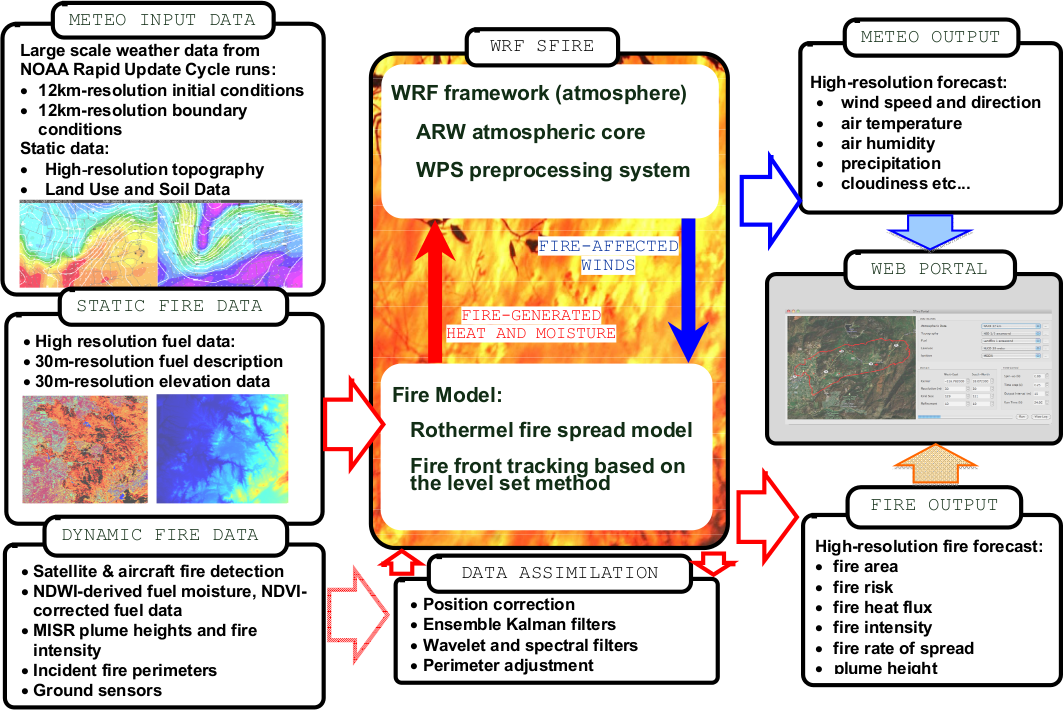 METEO INPUT DATA
Large scale weather data from
NOAA Rapid Update Cycle runs:
• 12km-resolution initial conditions
• 12km-resolution boundary
conditions
Static data:
• High-resolution topography
• Land Use and Soil Data
STATIC FIRE DATA
• High resolution fuel data:
• 30m-resolution fuel description
• 30m-resolution elevation data
DYNAMIC FIRE DATA
• Satellite & aircraft fire detection
• NDWI-derived fuel moisture, NDVI-
corrected fuel data
• MISR plume heights and fire
intensity
• Incident fire perimeters
• Ground sensors
WRF SFIRE
WRF framework (atmosphere)
ARW atmospheric core
WPS preprocessing system
FIRE-AFFECTED
WINDS
FIRE-GENERATED
HEAT AND MOISTURE
Fire Model:
Rothermel fire spread model
Fire front tracking based on
the level set method
DATA ASSIMILATION
• Position correction
• Ensemble Kalman filters
• Wavelet and spectral filters
• Perimeter adjustment
METEO OUTPUT
High-resolution forecast:
• wind speed and direction
• air temperature
• air humidity
• precipitation
• cloudiness etc...
WEB PORTAL
FIRE OUTPUT
High-resolution fire forecast:
• fire area
• fire risk
• fire heat flux
• fire intensity
• fire rate of spread
• plume height